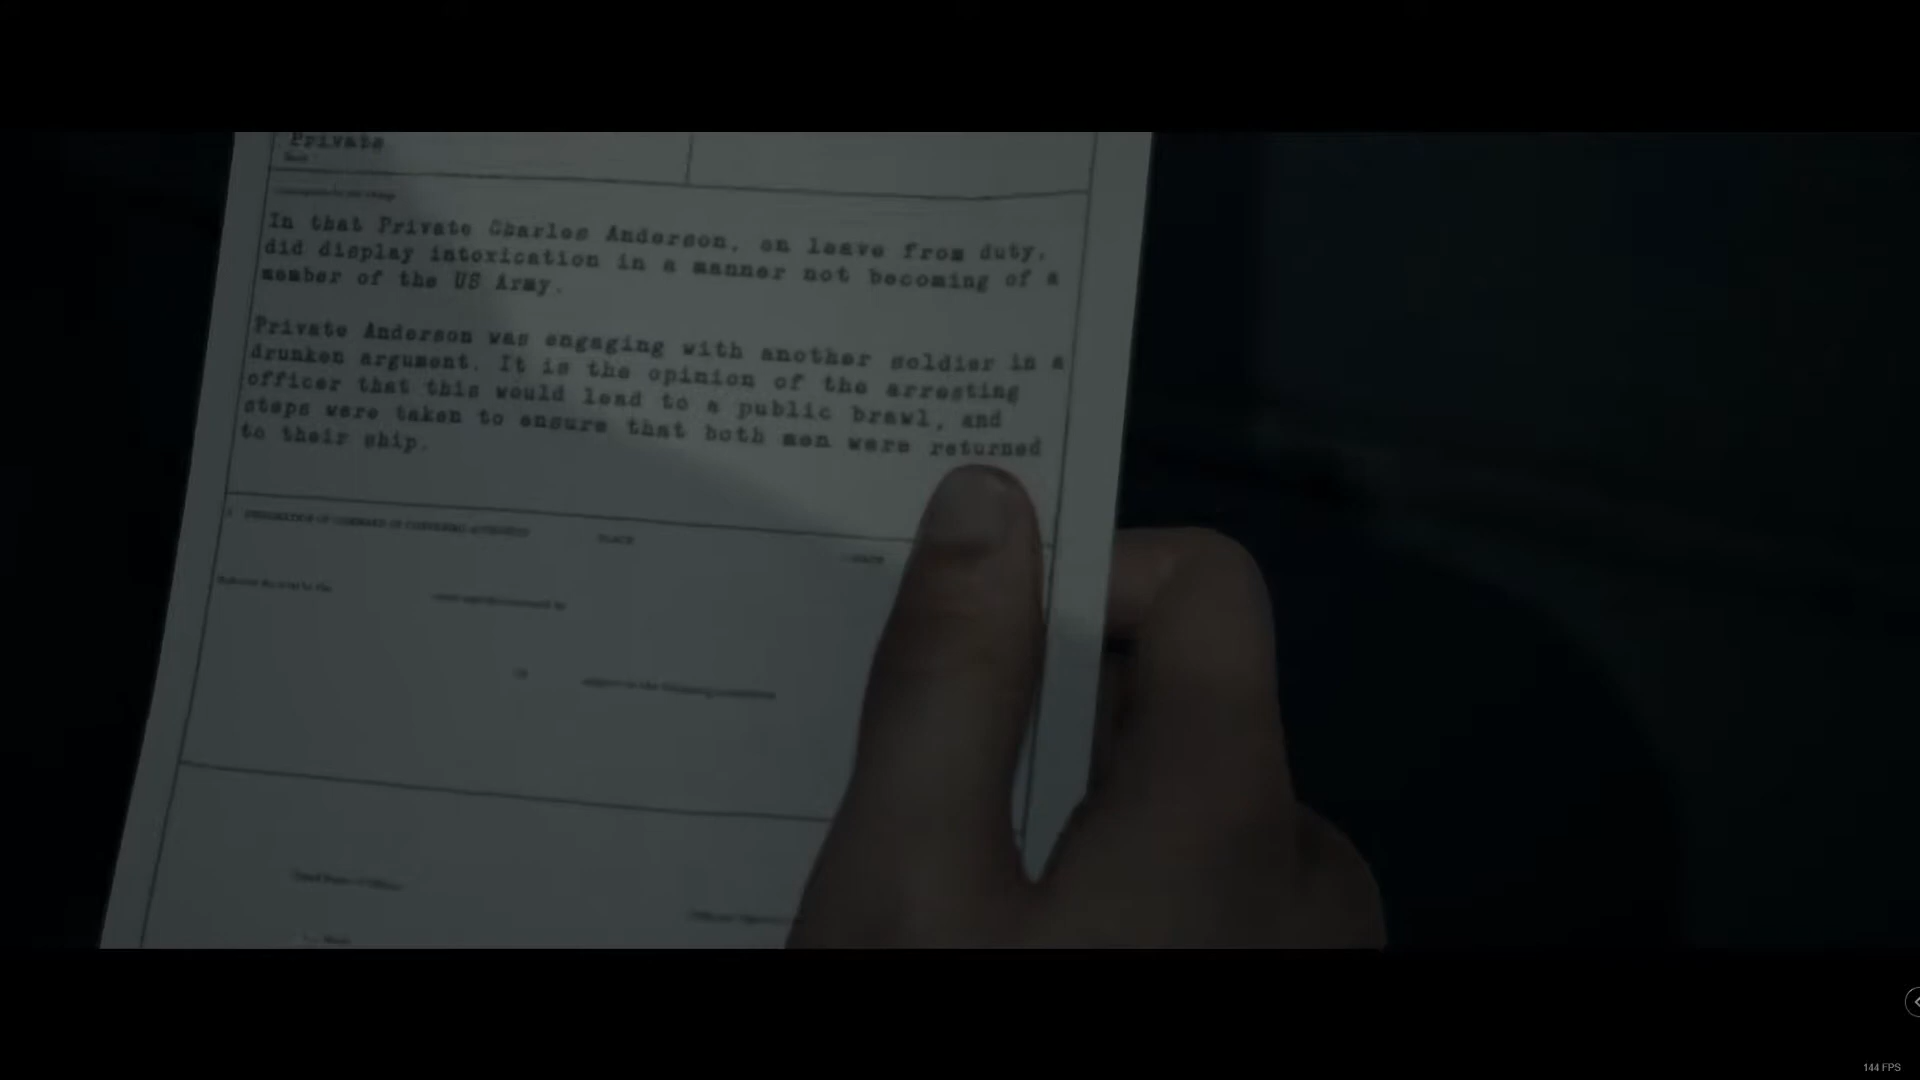 Private
In that Private Charles Anderson, on leave from duty,
did display intoxication in a manner not becoming of a
member of the US Army.
Private Anderson was engaging with another soldier in a
drunken argument. It is the opinion of the arresting
officer that this would lead to a public brawl, and
steps were taken to ensure that both men were returned
to their ship.
PLACE
DATE
144 FPS